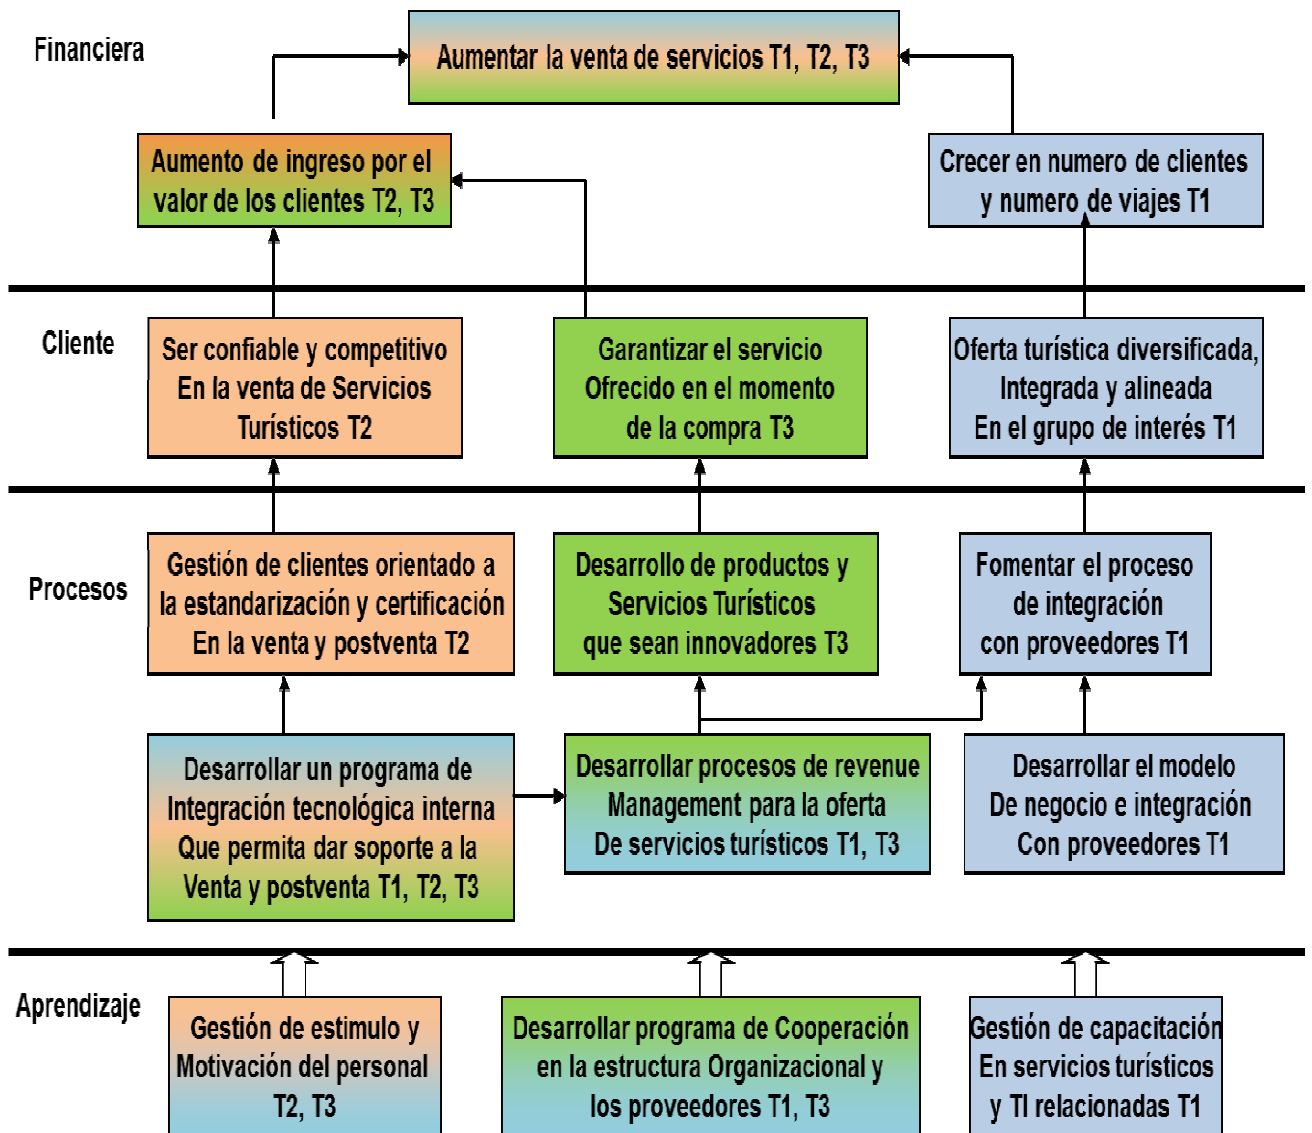 Financiera
Aumentar la venta de servicios T1, T2, T3
Aumento de ingreso por el
valor de los clientes T2, T3
Crecer en numero de clientes
y numero de viajes T1
Cliente
Ser confiable y competitivo
En la venta de Servicios
Turísticos T2
Garantizar el servicio
Ofrecido en el momento
de la compra T3
Oferta turística diversificada,
Integrada y alineada
En el grupo de interés T1
Procesos
Gestión de clientes orientado a
la estandarización y certificación
En la venta y postventa T2
Desarrollo de productos y
Servicios Turísticos
que sean innovadores T3
Fomentar el proceso
de integración
con proveedores T1
Desarrollar un programa de
Integración tecnológica interna
Que permita dar soporte a la
Venta y postventa T1, T2, T3
Desarrollar procesos de revenue
Management para la oferta
De servicios turísticos T1, T3
Desarrollar el modelo
De negocio e integración
Con proveedores T1
Aprendizaje
Gestión de estimulo y
Motivación del personal
T2, T3
Desarrollar programa de Cooperación
en la estructura Organizacional y
los proveedores T1, T3
Gestión de capacitación
En servicios turísticos
y TI relacionadas T1